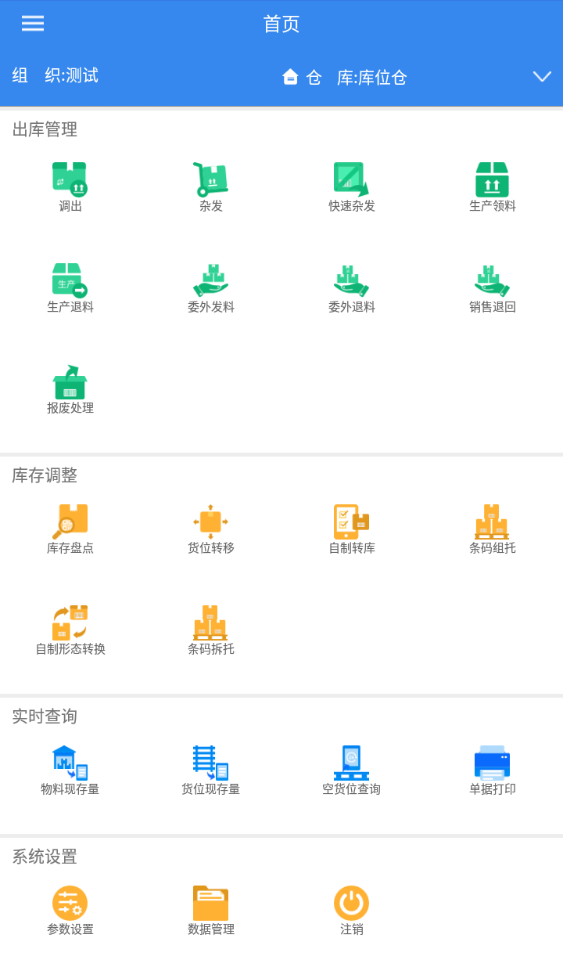 首页
组　织:测试
仓　库:库位仓
出库管理
调出 杂发 快速杂发 生产领料
生产
生产退料 委外发料 委外退料 销售退回
报废处理
库存调整
库存盘点 货位转移 自制转库 条码组托
自制形态转换 条码拆托
实时查询
物料现存量 货位现存量 空货位查询 单据打印
系统设置
参数设置 数据管理 注销